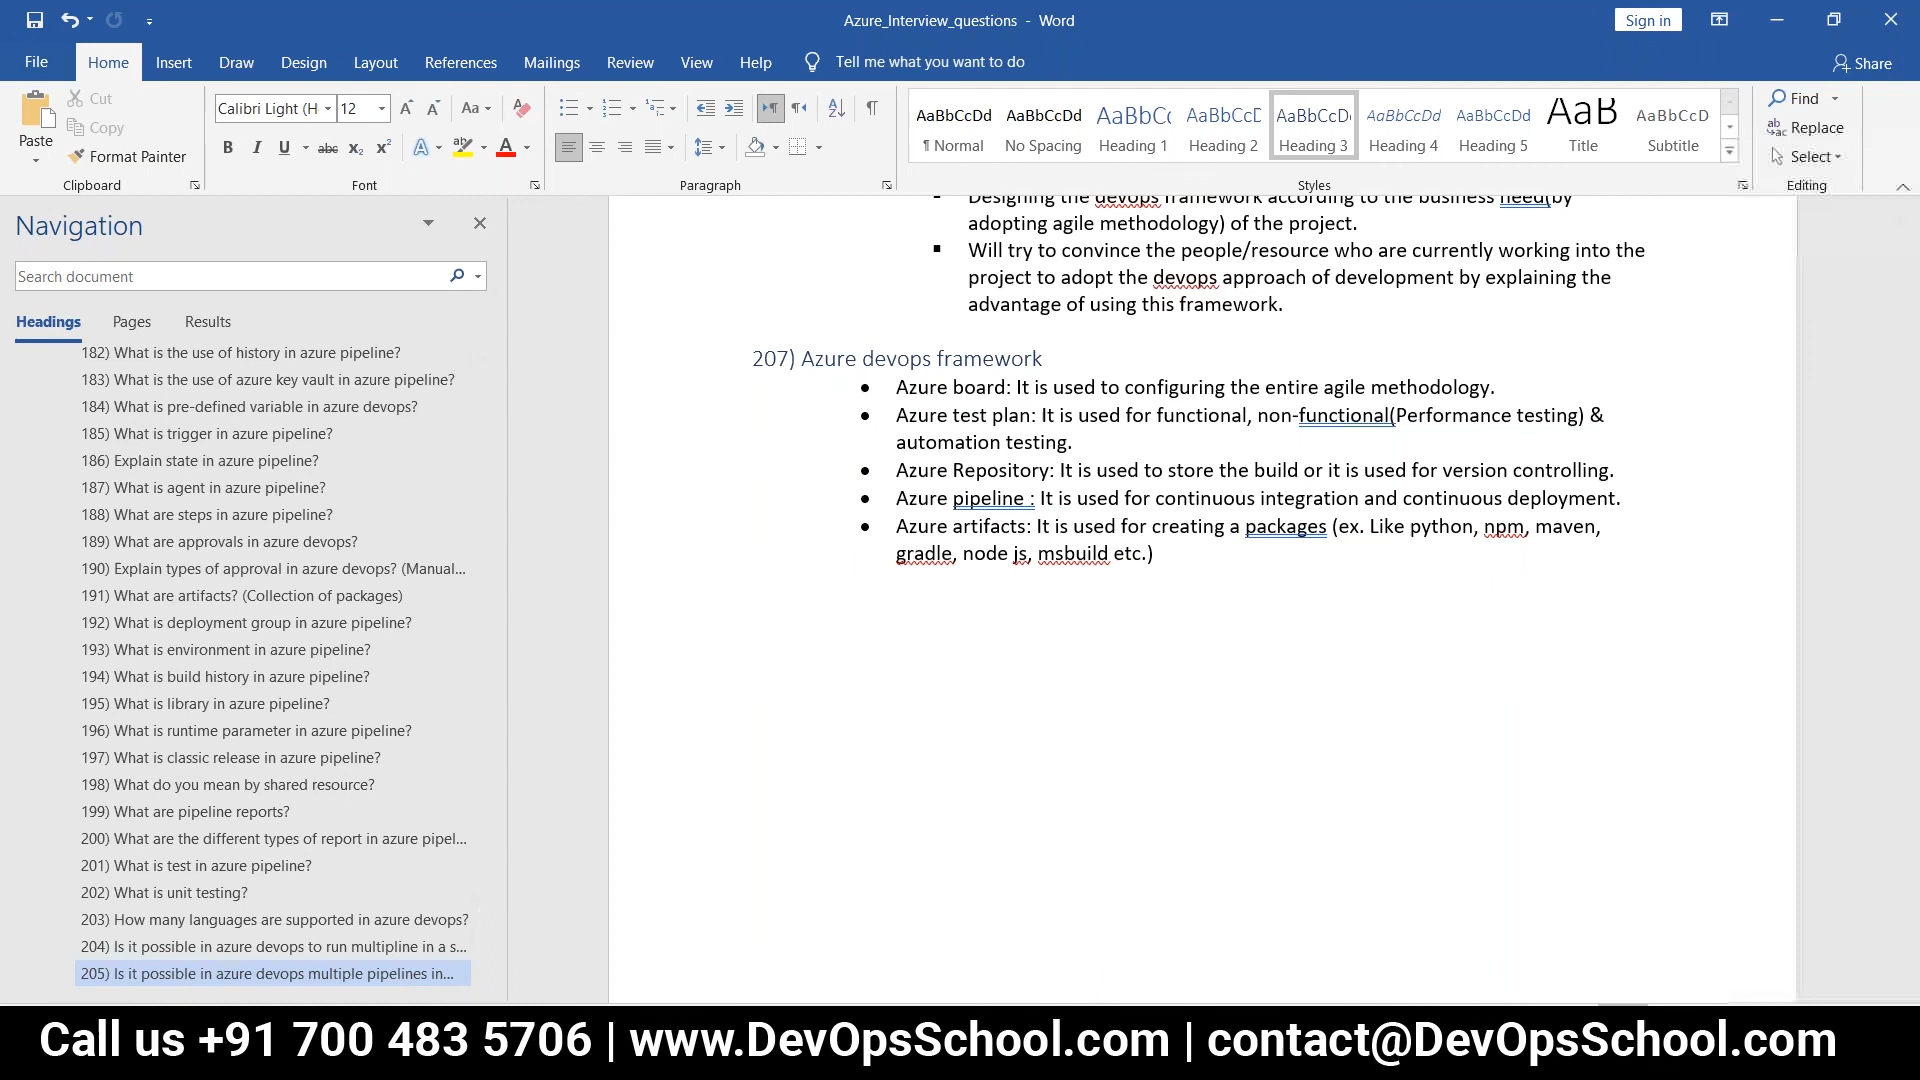 Azure_Interview_questions - Word
Sign in
File
Home
Insert
Draw
Design
Layout
References
Mailings
Review
View
Help
Tell me what you want to do
Share
Paste
Cut
Copy
Format Painter
Clipboard
Calibri Light (H
12
Font
Paragraph
AaBbCcDd
¶ Normal
AaBbCcDd
No Spacing
AaBbCc
Heading 1
AaBbCcD
Heading 2
AaBbCcD
Heading 3
AaBbCcDd
Heading 4
AaBbCcDd
Heading 5
AaB
Title
AaBbCcD
Subtitle
Styles
Find
Replace
Select
Editing
Navigation
Search document
Headings
Pages
Results
182) What is the use of history in azure pipeline?
183) What is the use of azure key vault in azure pipeline?
184) What is pre-defined variable in azure devops?
185) What is trigger in azure pipeline?
186) Explain state in azure pipeline?
187) What is agent in azure pipeline?
188) What are steps in azure pipeline?
189) What are approvals in azure devops?
190) Explain types of approval in azure devops? (Manual...
191) What are artifacts? (Collection of packages)
192) What is deployment group in azure pipeline?
193) What is environment in azure pipeline?
194) What is build history in azure pipeline?
195) What is library in azure pipeline?
196) What is runtime parameter in azure pipeline?
197) What is classic release in azure pipeline?
198) What do you mean by shared resource?
199) What are pipeline reports?
200) What are the different types of report in azure pipel...
201) What is test in azure pipeline?
202) What is unit testing?
203) How many languages are supported in azure devops?
204) Is it possible in azure devops to run multipline in a s...
205) Is it possible in azure devops multiple pipelines in...
Designing the devops framework according to the business need(by
adopting agile methodology) of the project.
Will try to convince the people/resource who are currently working into the
project to adopt the devops approach of development by explaining the
advantage of using this framework.
207) Azure devops framework
Azure board: It is used to configuring the entire agile methodology.
Azure test plan: It is used for functional, non-functional(Performance testing) &
automation testing.
Azure Repository: It is used to store the build or it is used for version controlling.
Azure pipeline : It is used for continuous integration and continuous deployment.
Azure artifacts: It is used for creating a packages (ex. Like python, npm, maven,
gradle, node js, msbuild etc.)
Call us +91 700 483 5706 | www.DevOpsSchool.com | contact@DevOpsSchool.com